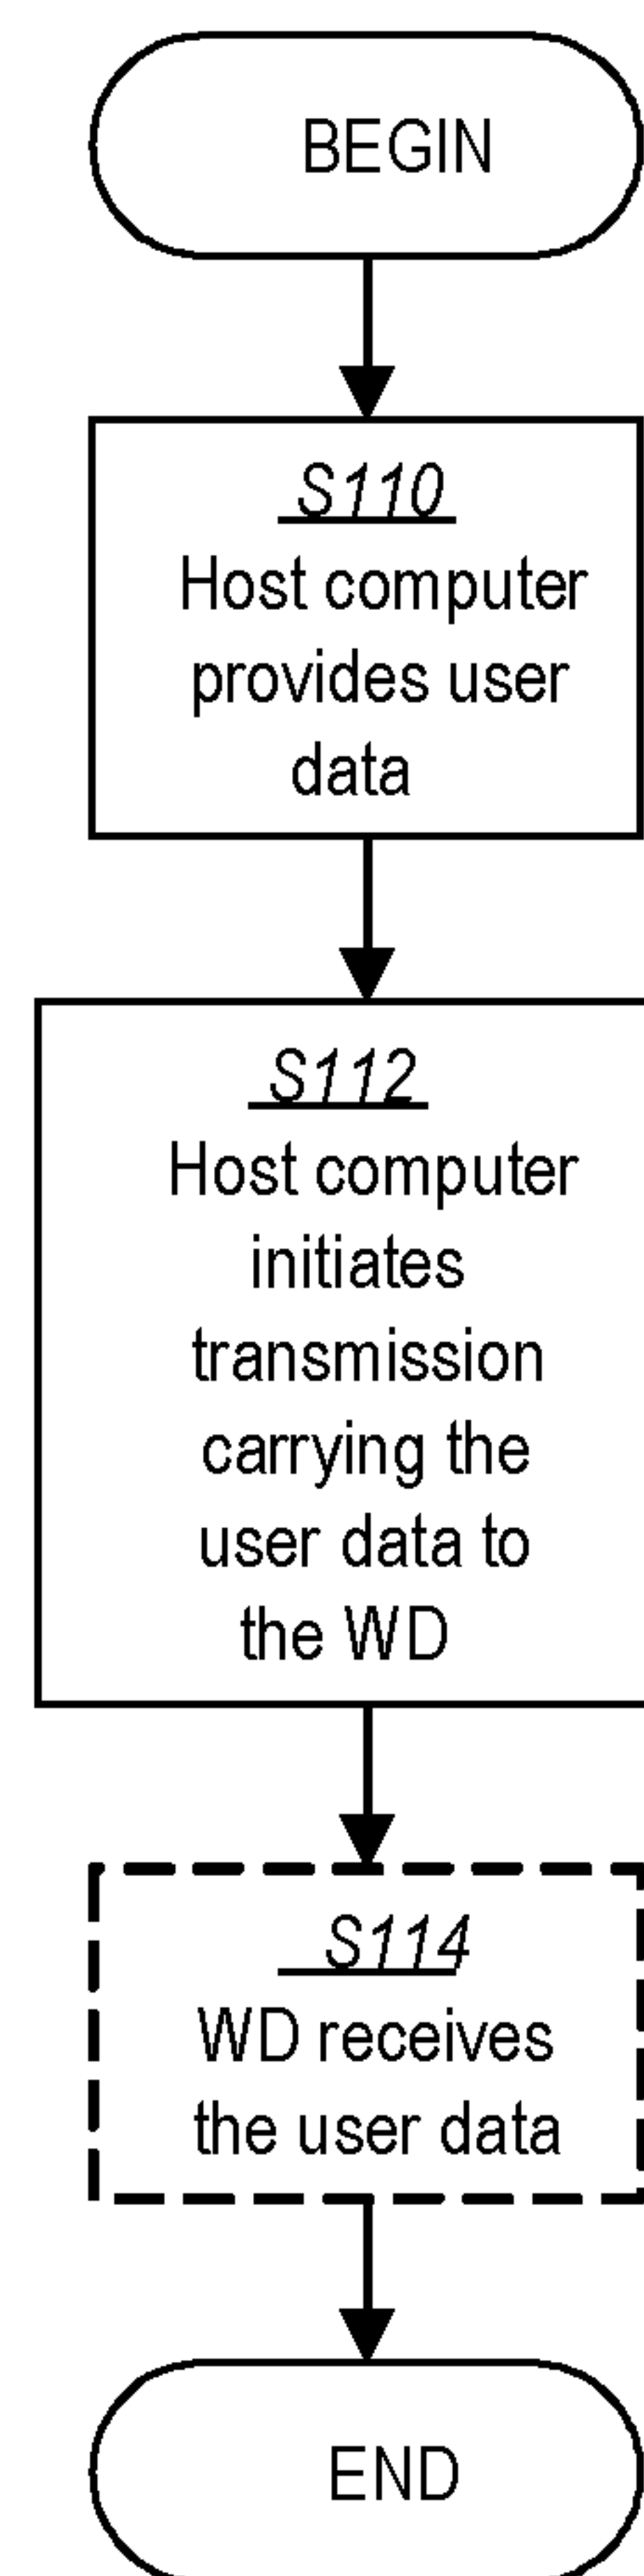 BEGIN
S110
Host computer
provides user
data
S112
Host computer
initiates
transmission
carrying the
user data to
the WD
S114
WD receives
the user data
END